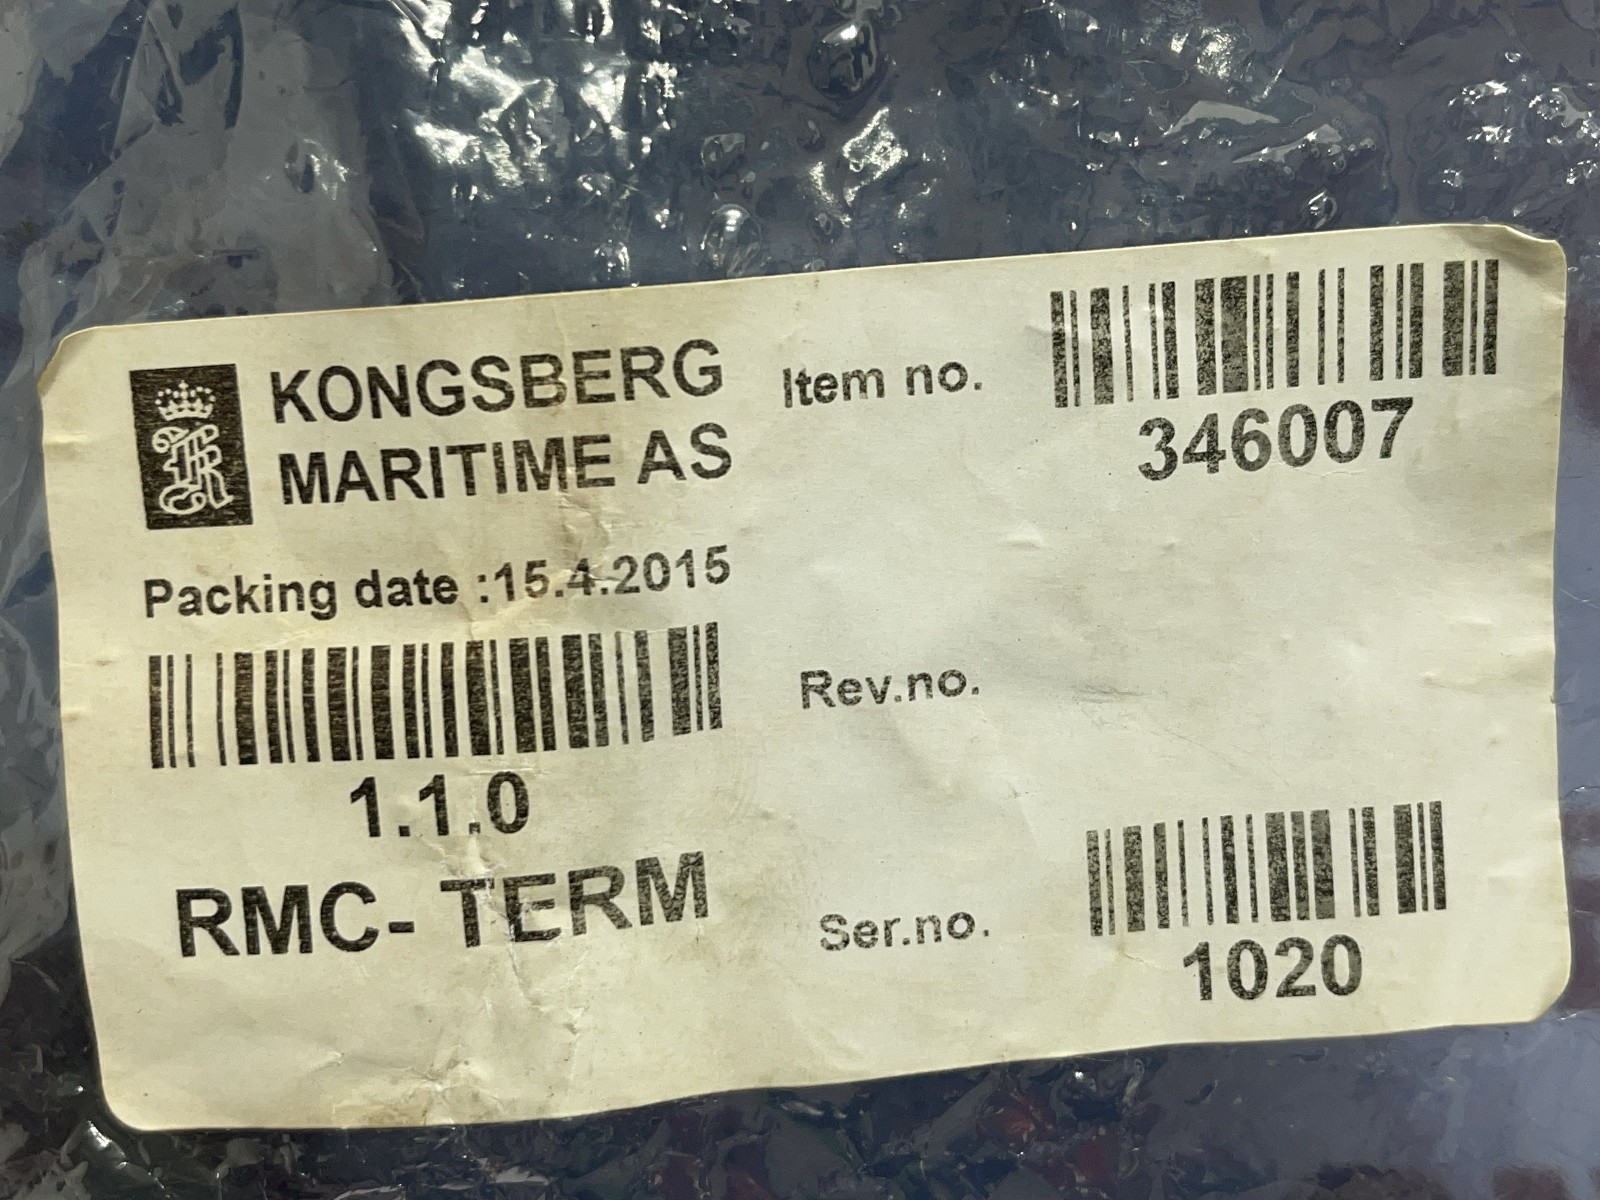 KONGSBERG
MARITIME AS
Item no.
346007
Packing date :15.4.2015
Rev.no.
1.1.0
RMC- TERM
Ser.no.
1020